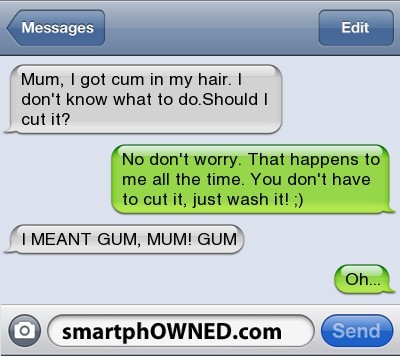 Messages
Edit
Mum, I got cum in my hair. I
don't know what to do.Should I
cut it?
No don't worry. That happens to
me all the time. You don't have
to cut it, just wash it! ;)
I MEANT GUM, MUM! GUM
Oh...
smartphOWNED.com
Send